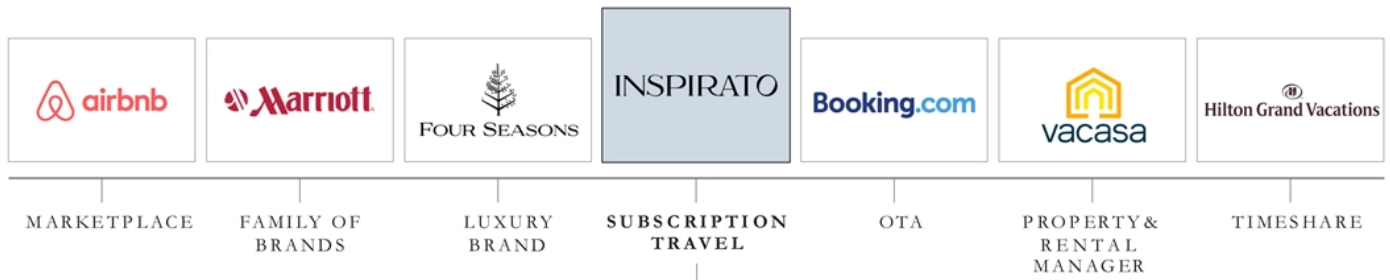 airbnb
Marriott
FOUR SEASONS
INSPIRATO
Booking.com
vacasa
H
Hilton Grand Vacations
MARKETPLACE
FAMILY OF
BRANDS
LUXURY
BRAND
SUBSCRIPTION
TRAVEL
OTA
PROPERTY&
RENTAL
MANAGER
TIMESHARE